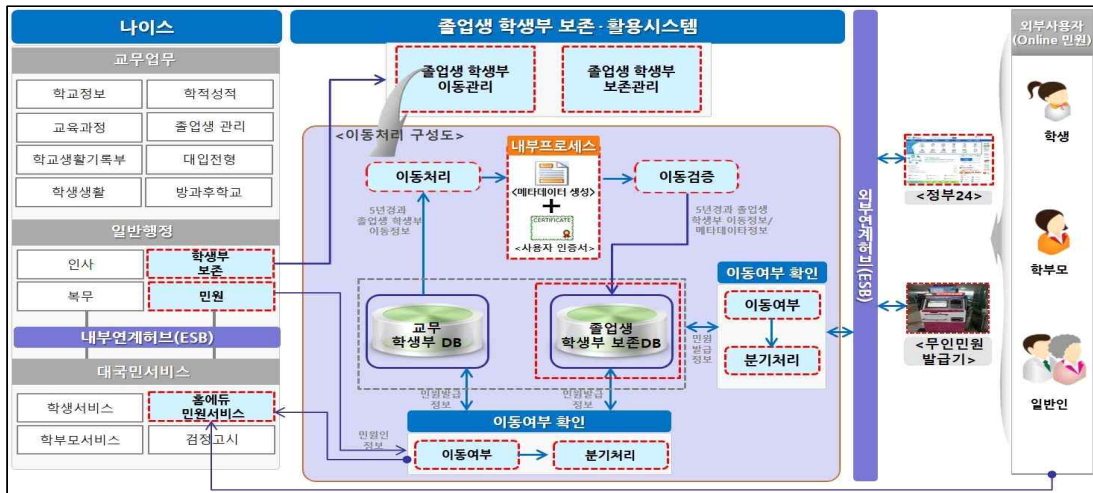 나이스
교무업무
학교정보
학적성적
교육과정
졸업생 관리
학교생활기록부
대입전형
학생생활
방과후학교
일반행정
인사
학생부
보존
복무
민원
내부연계허브(ESB)
대국민서비스
학생서비스
홈에듀
민원서비스
학부모서비스
검정고시
졸업생 학생부 보존·활용시스템
졸업생 학생부
이동관리
졸업생 학생부
보존관리
<이동처리 구성도>
이동처리
내부프로세스
<메타데이터 생성>
+
CERTIFICATE
<사용자 인증서>
이동검증
5년경과
졸업생 학생부
이동정보
5년경과 졸업생
학생부 이동정보/
메타데이타정보
교무
학생부 DB
졸업생
학생부 보존DB
이동여부 확인
이동여부
분기처리
민원
발급
정보
민원발급
정보
민원발급
정보
이동여부 확인
민원인
정보
이동여부
분기처리
외부연계허브(ESB)
<정부24>
<무인민원
발급기>
외부사용자
(Online 민원)
학생
학부모
일반인